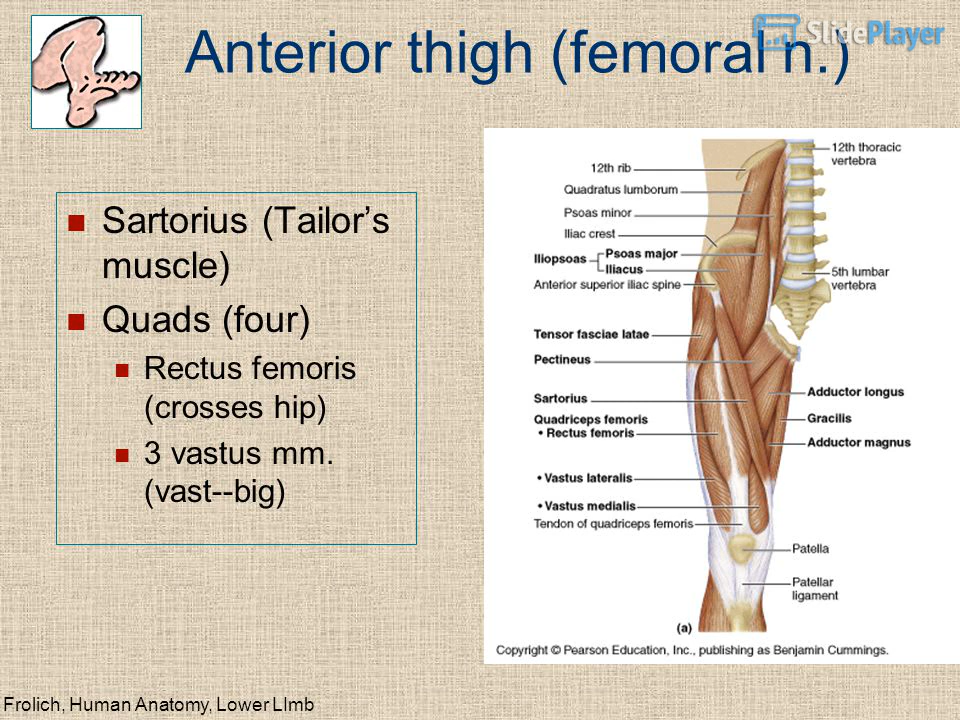 Anterior thigh (femoral n.)
SlidePlayer
Sartorius (Tailor's
muscle)
Quads (four)
Rectus femoris
(crosses hip)
3 vastus mm.
(vast--big)
12th rib
Quadratus lumborum
Psoas minor
Iliac crest
Iliopsoas
Psoas major
Iliacus
Anterior superior iliac spine
Tensor fasciae latae
Pectineus
Sartorius
Quadriceps femoris
• Rectus femoris
• Vastus lateralis
• Vastus medialis
Tendon of quadriceps femoris
12th thoracic
vertebra
5th lumbar
vertebra
Adductor longus
Gracilis
Adductor magnus
Patella
Patellar
ligament
(a)
Copyright © Pearson Education, Inc., publishing as Benjamin Cummings.
Frolich, Human Anatomy, Lower LImb